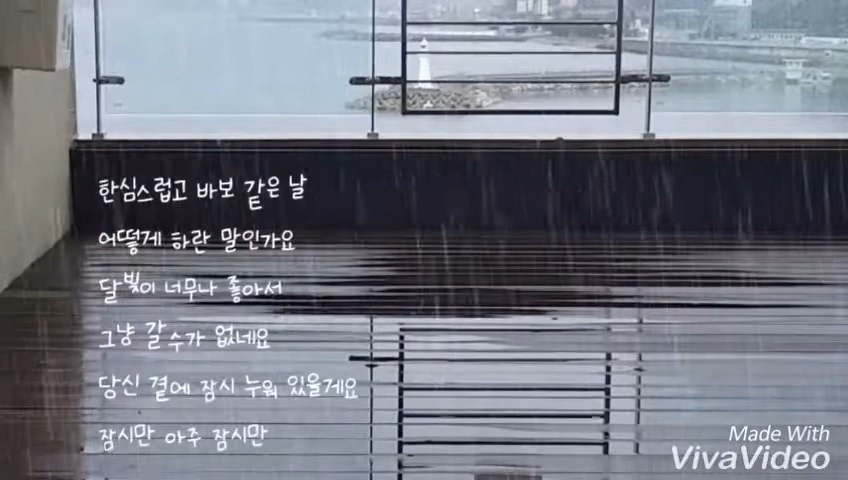 한심스럽고 바보 같은 날
어떻게 하란 말인가요
달빛이 너무나 좋아서
그냥 갈 수가 없네요
당신 곁에 잠시 누워 있을게요
잠시만 아주 잠시만
Made With
VivaVideo